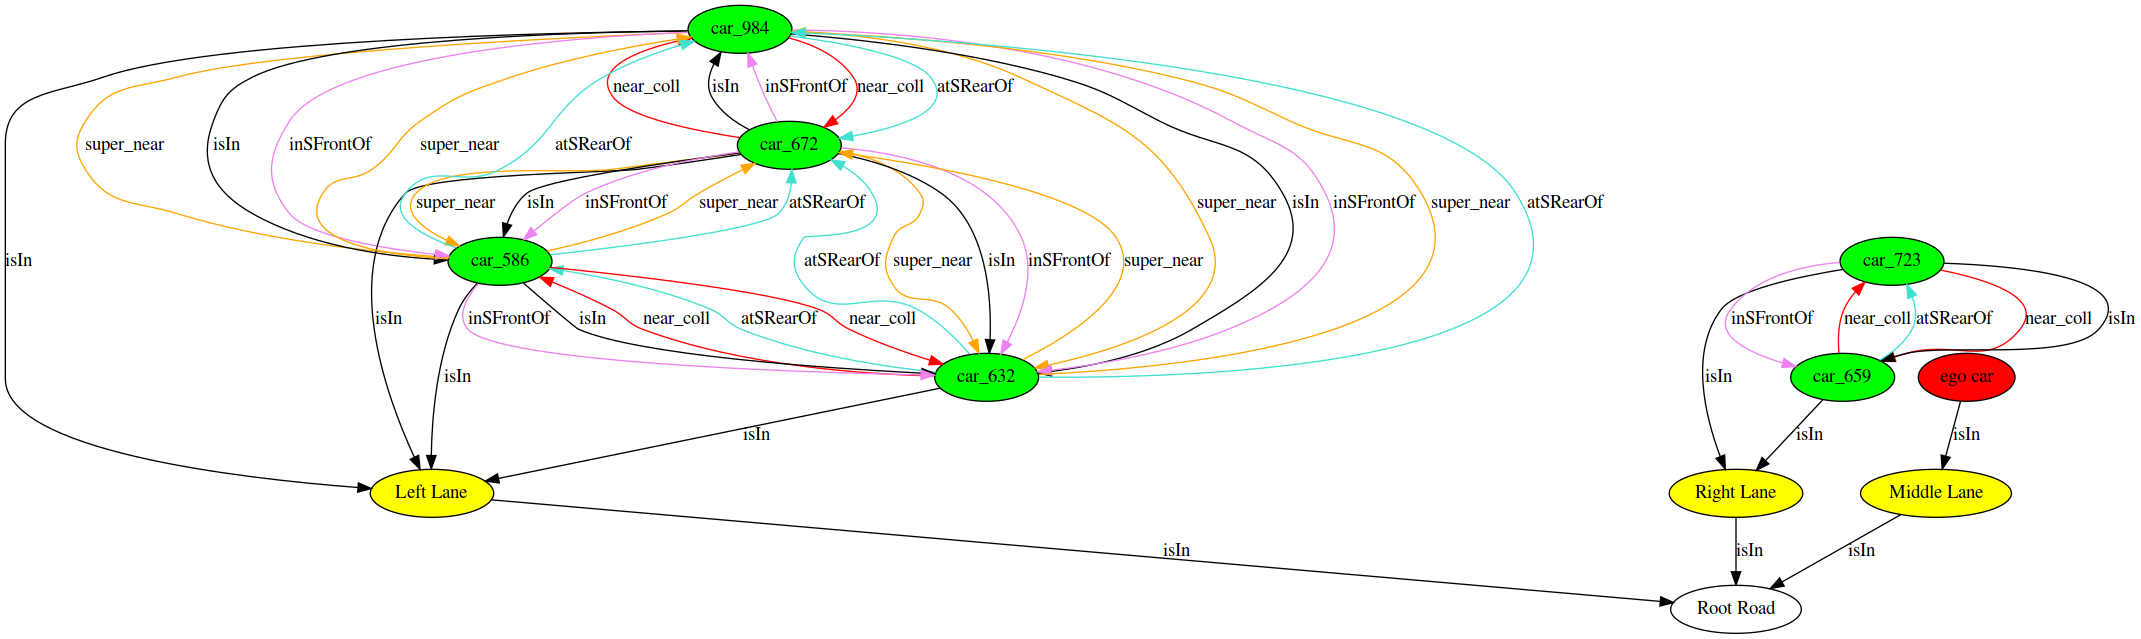 car_984
near_coll
isIn
inSFrontOf
near_coll
atSRearOf
super_near
isIn
inSFrontOf
super_near
atSRearOf
car_672
super_near
isIn
inSFrontOf
super_near
atSRearOf
super_near
isIn
inSFrontOf
super_near
atSRearOf
isIn
car_586
atSRearOf
super_near
isIn
inSFrontOf
super_near
car_723
isIn
inSFrontOf
isIn
near_coll
atSRearOf
near_coll
inSFrontOf
near_coll
atSRearOf
near_coll
isIn
isIn
car_632
isIn
car_659
ego car
isIn
isIn
isIn
Left Lane
Right Lane
Middle Lane
isIn
isIn
isIn
Root Road